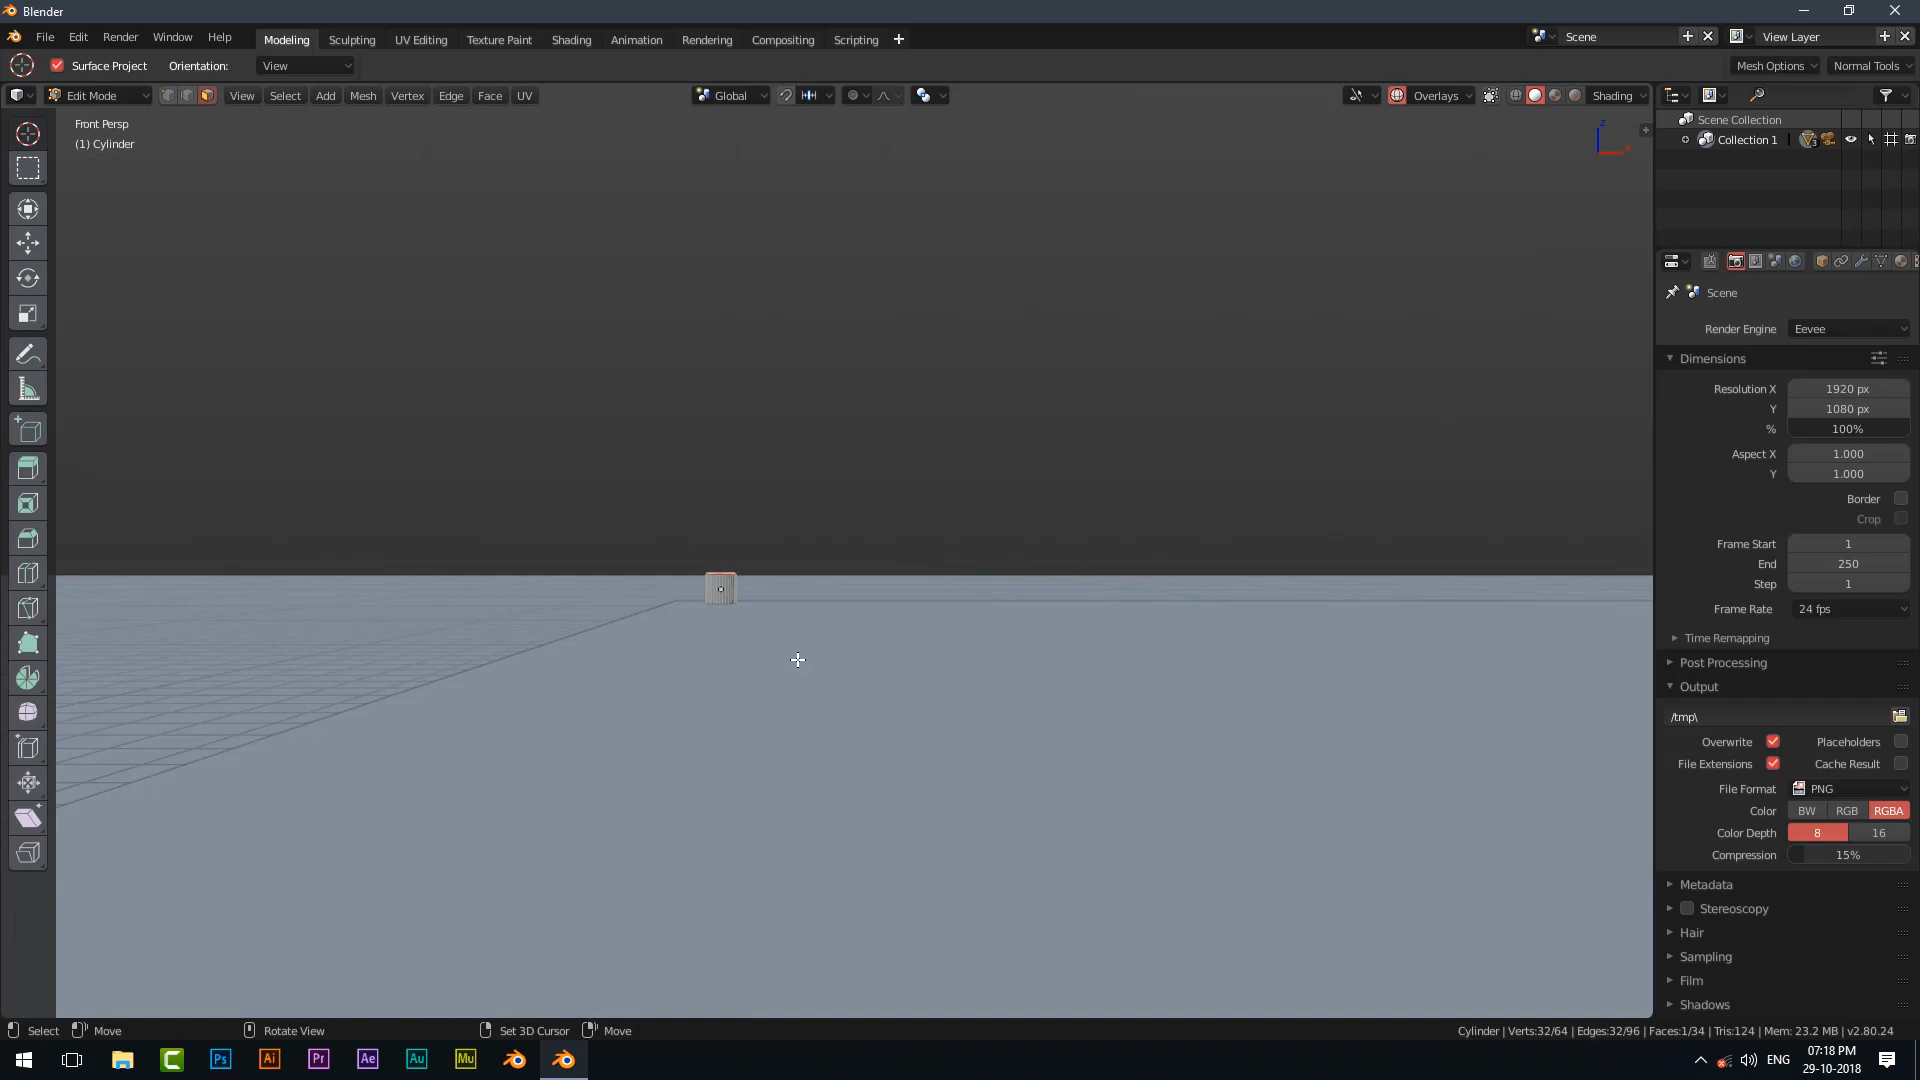 Blender
File Edit Render Window Help Modeling Sculpting UV Editing Texture Paint Shading Animation Rendering Compositing Scripting Scene View Layer
Surface Project Orientation: View Mesh Options Normal Tools
Edit Mode View Select Add Mesh Vertex Edge Face UV Global Overlays Shading
Front Persp
(1) Cylinder
Z
Scene Collection
Collection 1
3
Scene
Render Engine Eevee
Dimensions
Resolution X 1920 px
Y 1080 px
% 100%
Aspect X 1.000
Y 1.000
Border
Crop
Frame Start 1
End 250
Step 1
Frame Rate 24 fps
Time Remapping
Post Processing
Output
/tmp\
Overwrite Placeholders
File Extensions Cache Result
File Format PNG
Color BW RGB RGBA
Color Depth 8 16
Compression 15%
Metadata
Stereoscopy
Hair
Sampling
Film
Shadows
Select Move Rotate View Set 3D Cursor Move Cylinder | Verts:32/64 | Edges:32/96 | Faces:1/34 | Tris:124 | Mem: 23.2 MB | v2.80.24
Ps Ai Pr Ae Au Mu ENG 07:18 PM
29-10-2018